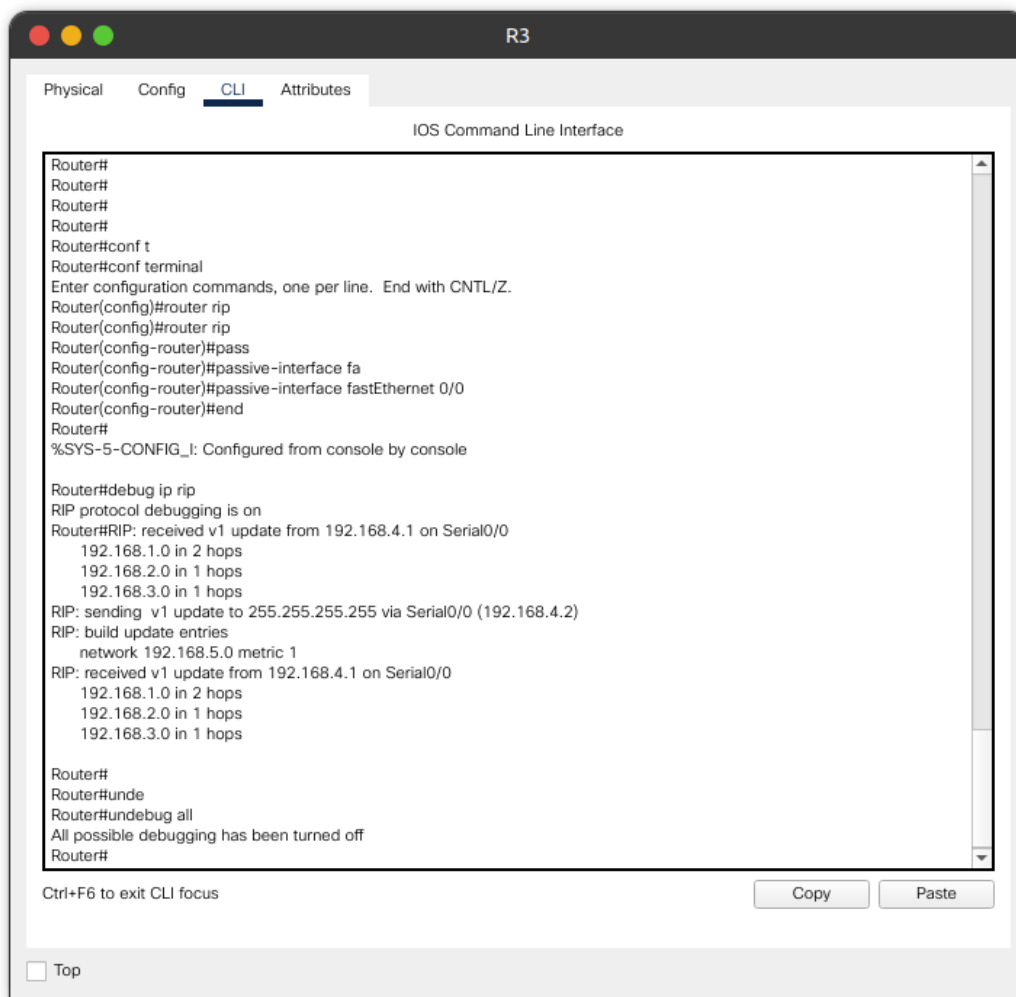 R3
Physical Config CLI Attributes
IOS Command Line Interface
Router#
Router#
Router#
Router#
Router#conf t
Router#conf terminal
Enter configuration commands, one per line.  End with CNTL/Z.
Router(config)#router rip
Router(config)#router rip
Router(config-router)#pass
Router(config-router)#passive-interface fa
Router(config-router)#passive-interface fastEthernet 0/0
Router(config-router)#end
Router#
%SYS-5-CONFIG_I: Configured from console by console
Router#debug ip rip
RIP protocol debugging is on
Router#RIP: received v1 update from 192.168.4.1 on Serial0/0
192.168.1.0 in 2 hops
192.168.2.0 in 1 hops
192.168.3.0 in 1 hops
RIP: sending  v1 update to 255.255.255.255 via Serial0/0 (192.168.4.2)
RIP: build update entries
network 192.168.5.0 metric 1
RIP: received v1 update from 192.168.4.1 on Serial0/0
192.168.1.0 in 2 hops
192.168.2.0 in 1 hops
192.168.3.0 in 1 hops
Router#
Router#unde
Router#undebug all
All possible debugging has been turned off
Router#
Ctrl+F6 to exit CLI focus
Copy Paste
Top